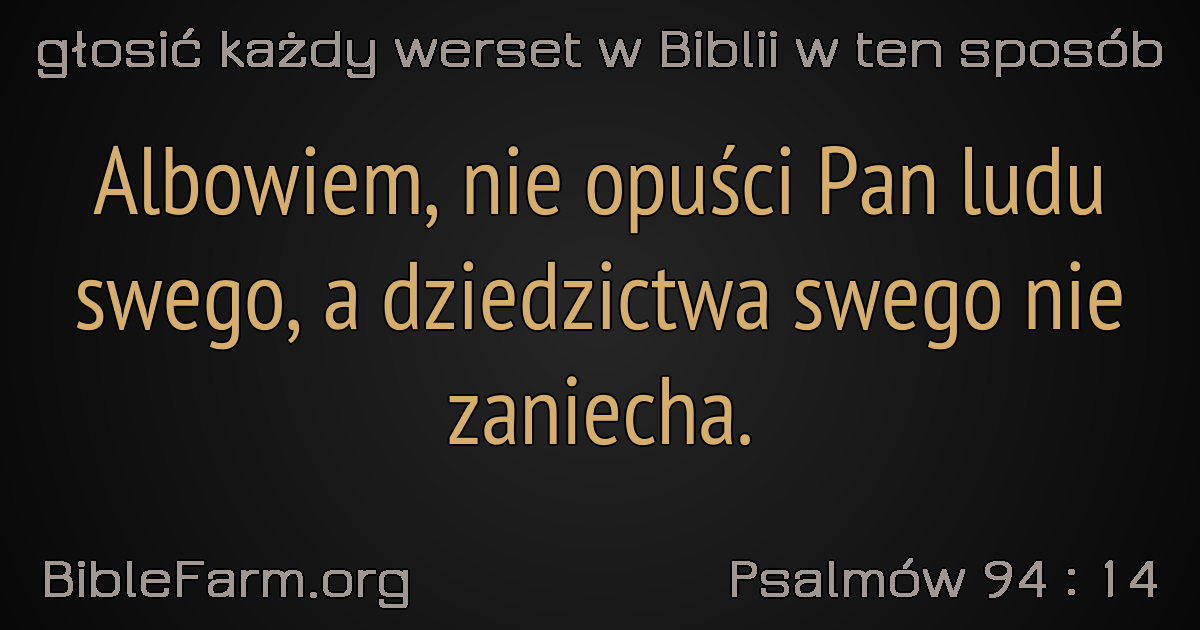 głosić każdy werset w Biblii w ten sposób
Albowiem, nie opuści Pan ludu
swego, a dziedzictwa swego nie
zaniecha.
BibleFarm.org
Psalmów 94 : 14